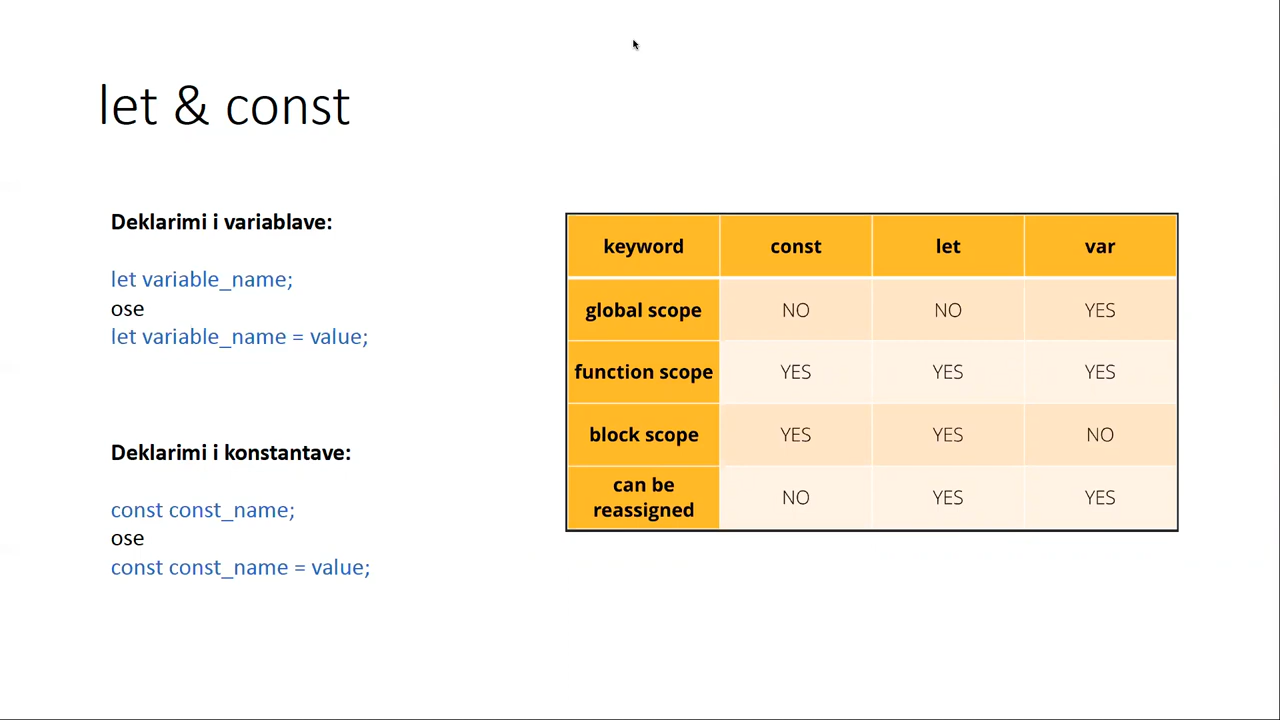 let & const
Deklarimi i variablave:
let variable_name;
ose
let variable_name = value;
Deklarimi i konstantave:
const const_name;
ose
const const_name = value;
keyword const let var
global scope NO NO YES
function scope YES YES YES
block scope YES YES NO
can be
reassigned NO YES YES